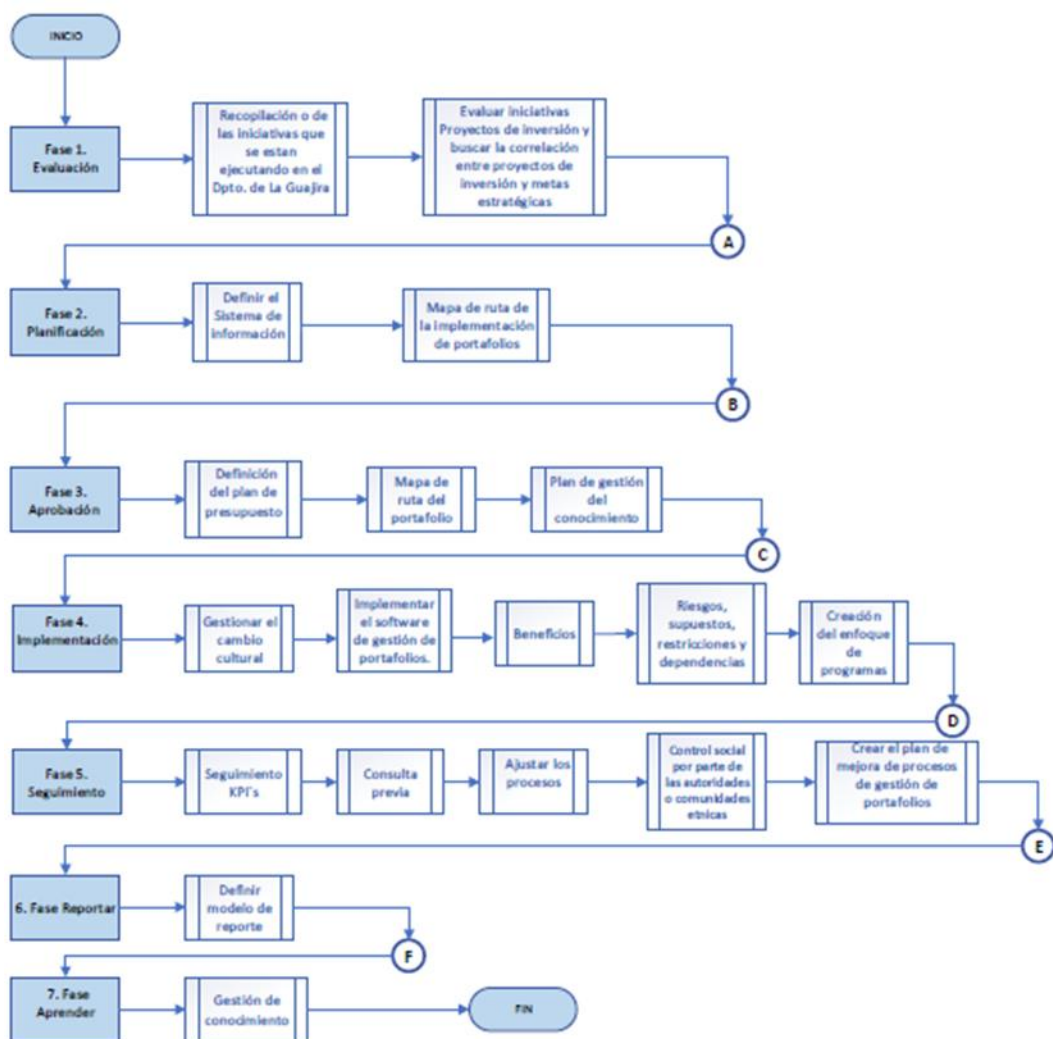 INICIO
Fase 1.
Evaluación
Recopilación o de
las iniciativas que
se estan
ejecutando en el
Dpto. de La Guajira
Evaluar iniciativas
Proyectos de inversión y
buscar la correlación
entre proyectos de
inversión y metas
estratégicas
A
Fase 2.
Planificación
Definir el
Sistema de
información
Mapa de ruta de
la implementación
de portafolios
B
Fase 3.
Aprobación
Definición
del plan de
presupuesto
Mapa de
ruta del
portafolio
Plan de gestión
del
conocimiento
C
Fase 4.
Implementación
Gestionar el
cambio
cultural
Implementar
el software
de gestión de
portafolios.
Beneficios
Riesgos,
supuestos,
restricciones y
dependencias
Creación
del enfoque
de
programas
D
Fase 5.
Seguimiento
Seguimiento
KPI's
Consulta
previa
Ajustar los
procesos
Control social
por parte de
las autoridades
o comunidades
etnicas
Crear el plan de
mejora de procesos
de gestión de
portafolios
E
6. Fase Reportar
Definir
modelo de
reporte
F
7. Fase
Aprender
Gestión de
conocimiento
FIN